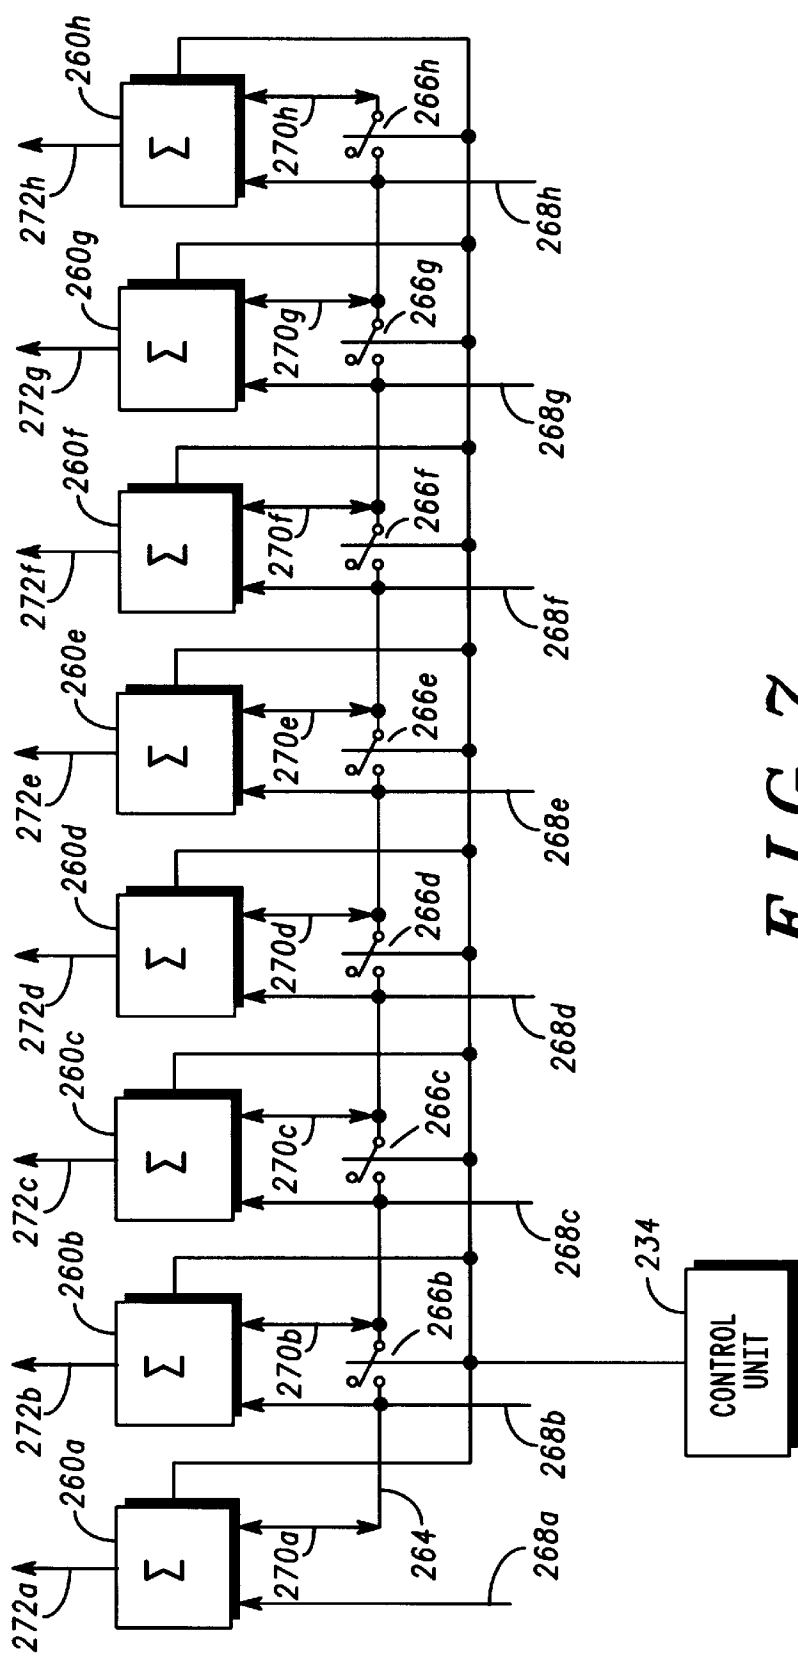 272a
260a
Σ
270a
264
268a
272b
260b
Σ
270b
266b
268b
272c
260c
Σ
270c
266c
268c
272d
260d
Σ
270d
266d
268d
272e
260e
Σ
270e
266e
268e
272f
260f
Σ
270f
266f
268f
272g
260g
Σ
270g
266g
268g
272h
260h
Σ
270h
266h
268h
234
CONTROL
UNIT
FIG.7